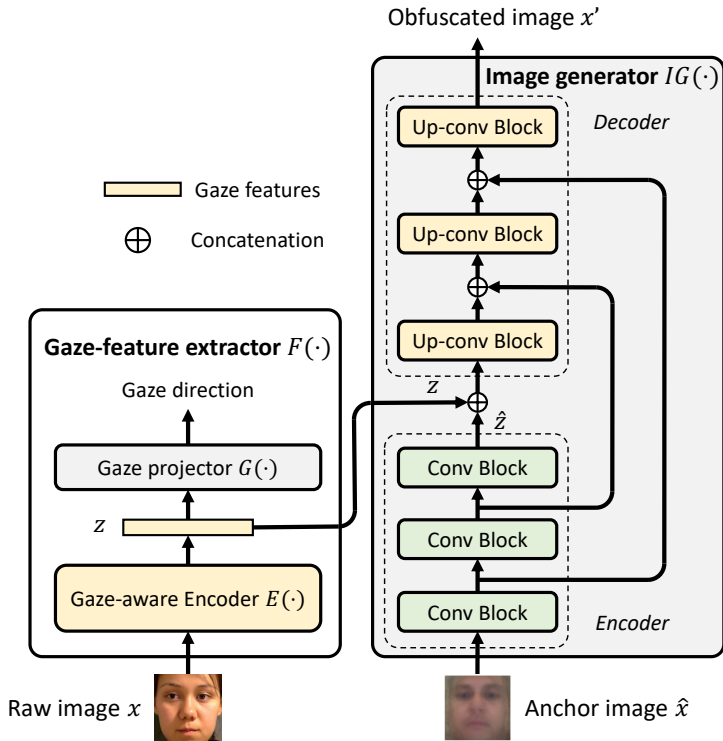 Obfuscated image x’
Image generator IG(·)
Decoder
Up-conv Block
Up-conv Block
Up-conv Block
Gaze features
⊕ Concatenation
Gaze-feature extractor F(·)
Gaze direction
Gaze projector G(·)
z
Gaze-aware Encoder E(·)
z
ẑ
Conv Block
Conv Block
Conv Block
Encoder
Raw image x
Anchor image x̂